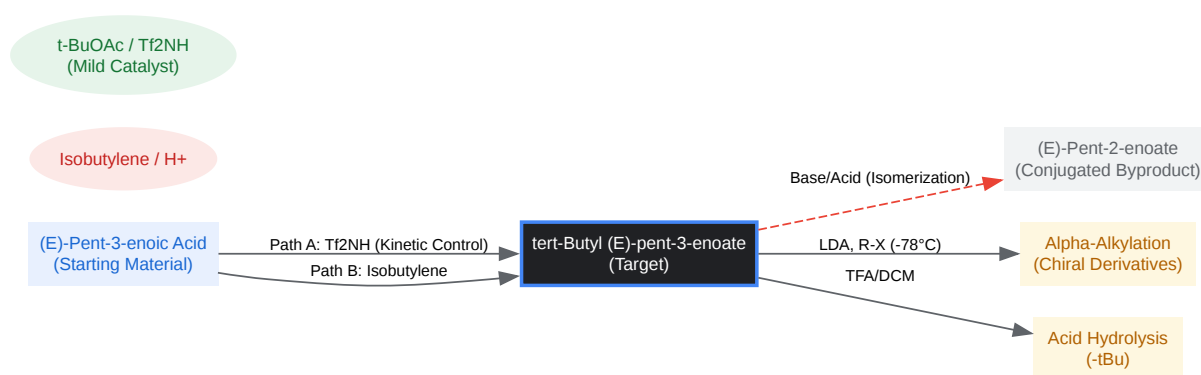 t-BuOAc / Tf2NH
(Mild Catalyst)
Isobutylene / H+
(E)-Pent-3-enoic Acid
(Starting Material)
Path A: Tf2NH (Kinetic Control)
Path B: Isobutylene
tert-Butyl (E)-pent-3-enoate
(Target)
Base/Acid (Isomerization)
LDA, R-X (-78°C)
TFA/DCM
(E)-Pent-2-enoate
(Conjugated Byproduct)
Alpha-Alkylation
(Chiral Derivatives)
Acid Hydrolysis
(-tBu)